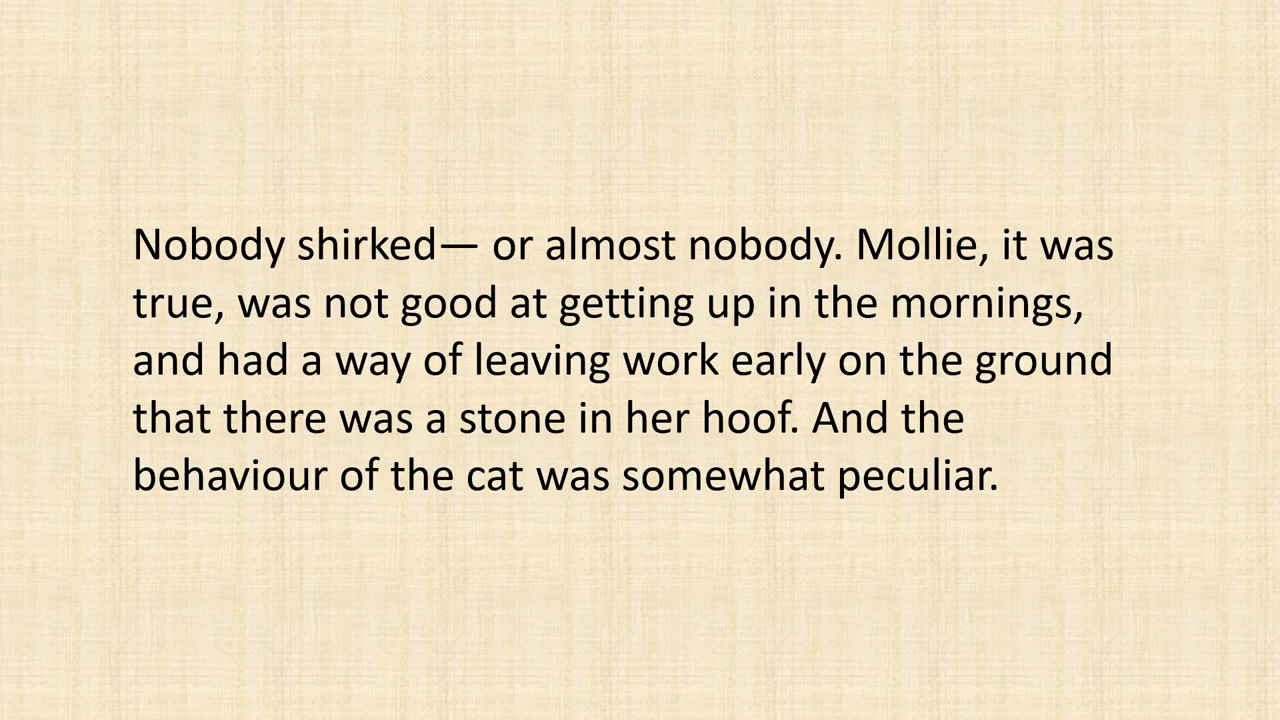 Nobody shirked— or almost nobody. Mollie, it was
true, was not good at getting up in the mornings,
and had a way of leaving work early on the ground
that there was a stone in her hoof. And the
behaviour of the cat was somewhat peculiar.